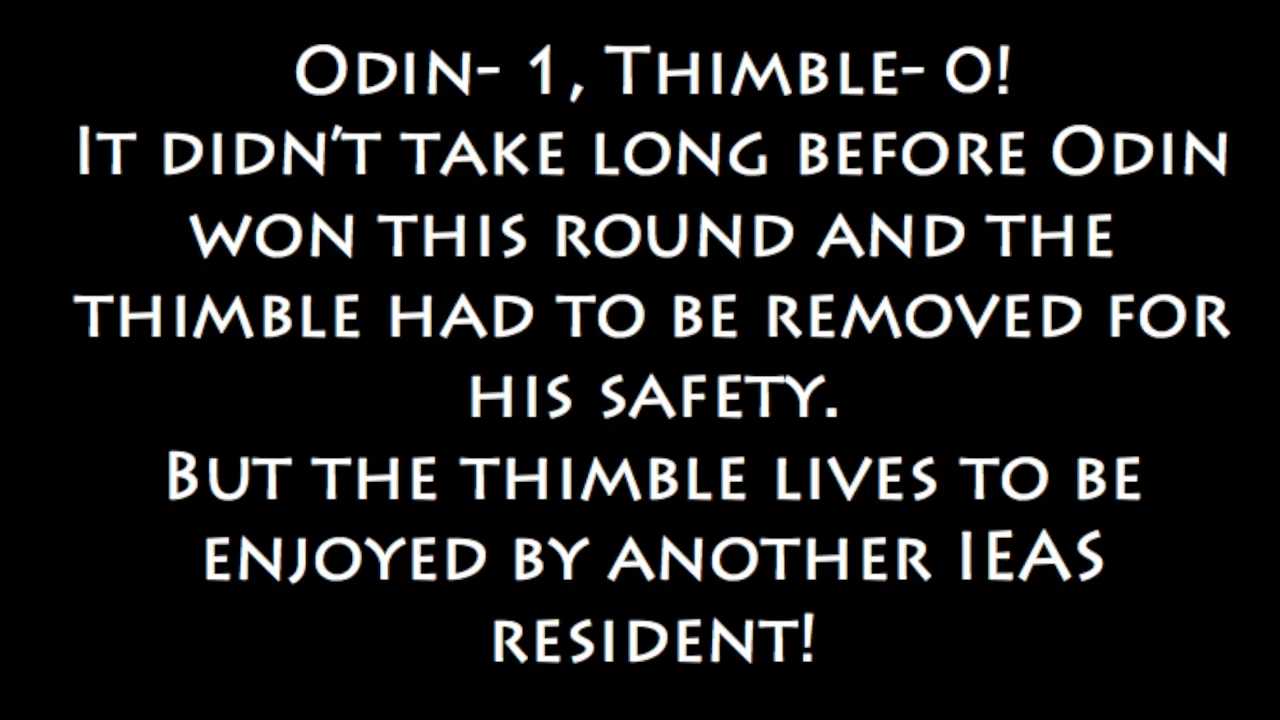 Odin- 1, Thimble- 0!
It didn't take long before Odin
won this round and the
thimble had to be removed for
his safety.
But the thimble lives to be
enjoyed by another IEAS
resident!